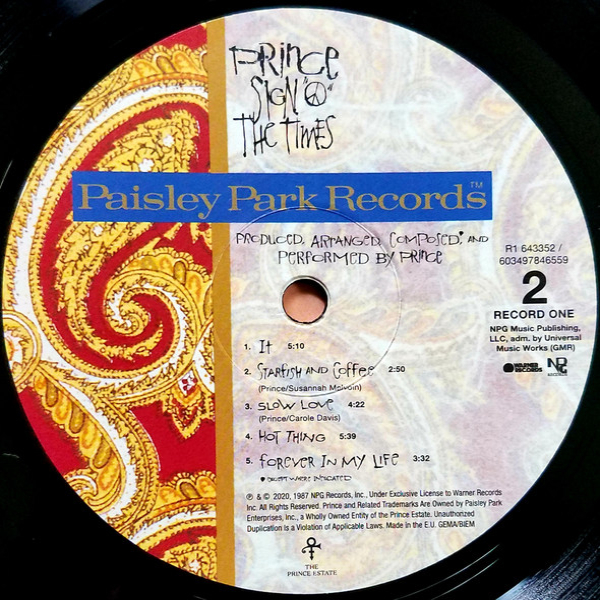 PRINCE
SIGN "☮"
THE TIMES
Paisley Park Records™
PRODUCED, ARRANGED, COMPOSED* AND
PERFORMED BY PRINCE
R1 643352 /
603497846559
2
RECORD ONE
NPG Music Publishing,
LLC, adm. by Universal
Music Works (GMR)
WARNER RECORDS
NPG
RECORDS
1. It 5:10
2. STARFISH AND COFFEE 2:50
(Prince/Susannah Melvoin)
3. SLOW LOVE 4:22
(Prince/Carole Davis)
4. HOT THING 5:39
5. FOREVER IN MY LIFE 3:32
* EXCEPT WHERE INDICATED
℗ & © 2020, 1987 NPG Records, Inc., Under Exclusive License to Warner Records
Inc. All Rights Reserved. Prince and Related Trademarks Are Owned by Paisley Park
Enterprises, Inc., a Wholly Owned Entity of the Prince Estate. Unauthorized
Duplication is a Violation of Applicable Laws. Made in the E.U. GEMA/BIEM
THE
PRINCE ESTATE